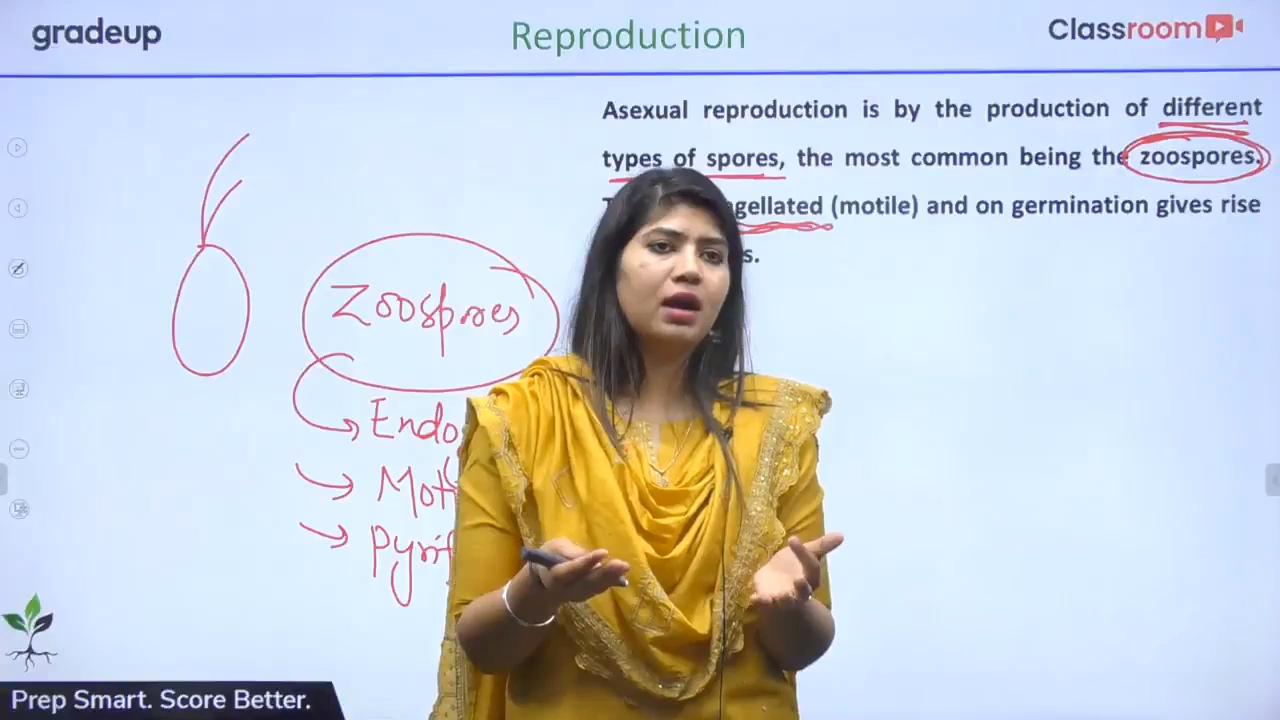 gradeup
Reproduction
Classroom
Asexual reproduction is by the production of different
types of spores, the most common being the zoospores.
gellated (motile) and on germination gives rise
s.
Zoospores
Endo
Mot
Pyri
Prep Smart. Score Better.